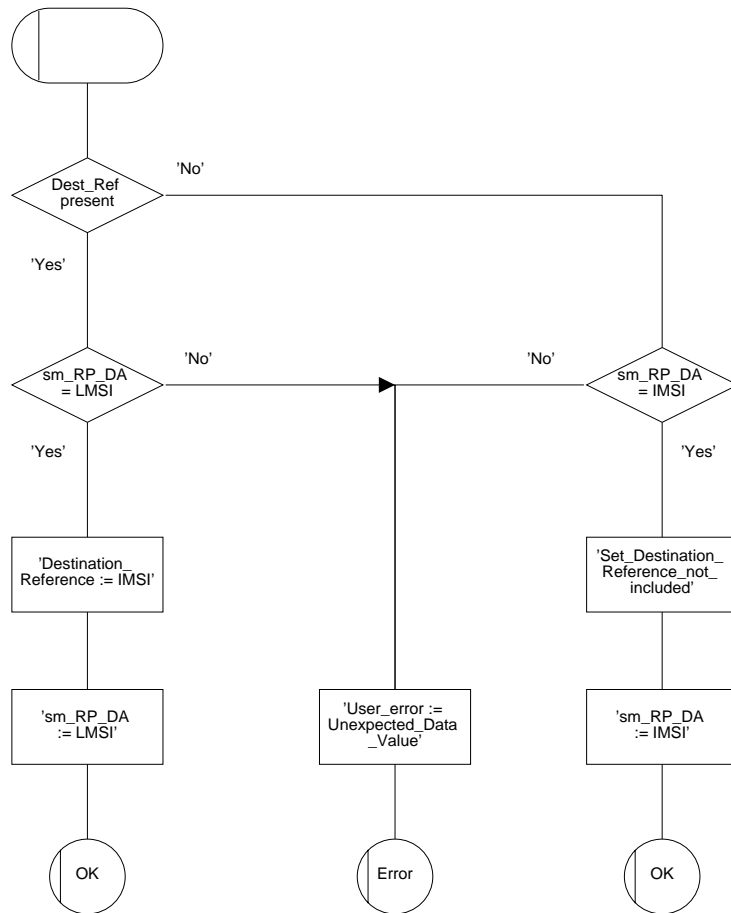 'No'
Dest_Ref
present
'Yes'
'No'
'No'
sm_RP_DA
= LMSI
sm_RP_DA
= IMSI
'Yes'
'Yes'
'Destination_
Reference := IMSI'
'Set_Destination_
Reference_not_
included'
'sm_RP_DA
:= LMSI'
'User_error :=
Unexpected_Data
_Value'
'sm_RP_DA
:= IMSI'
OK
Error
OK